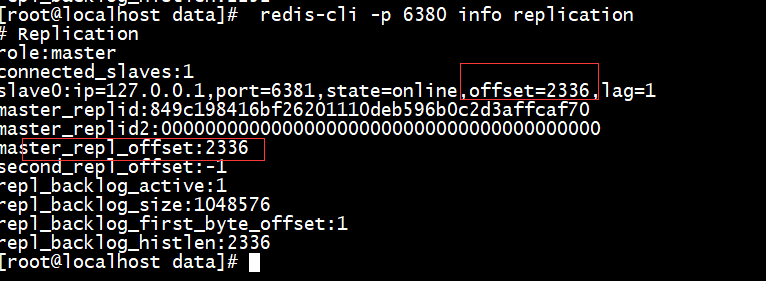 [root@localhost data]#  redis-cli -p 6380 info replication
# Replication
role:master
connected_slaves:1
slave0:ip=127.0.0.1,port=6381,state=online,offset=2336,lag=1
master_replid:849c198416bf26201110deb596b0c2d3affcaf70
master_replid2:0000000000000000000000000000000000000000
master_repl_offset:2336
second_repl_offset:-1
repl_backlog_active:1
repl_backlog_size:1048576
repl_backlog_first_byte_offset:1
repl_backlog_histlen:2336
[root@localhost data]#